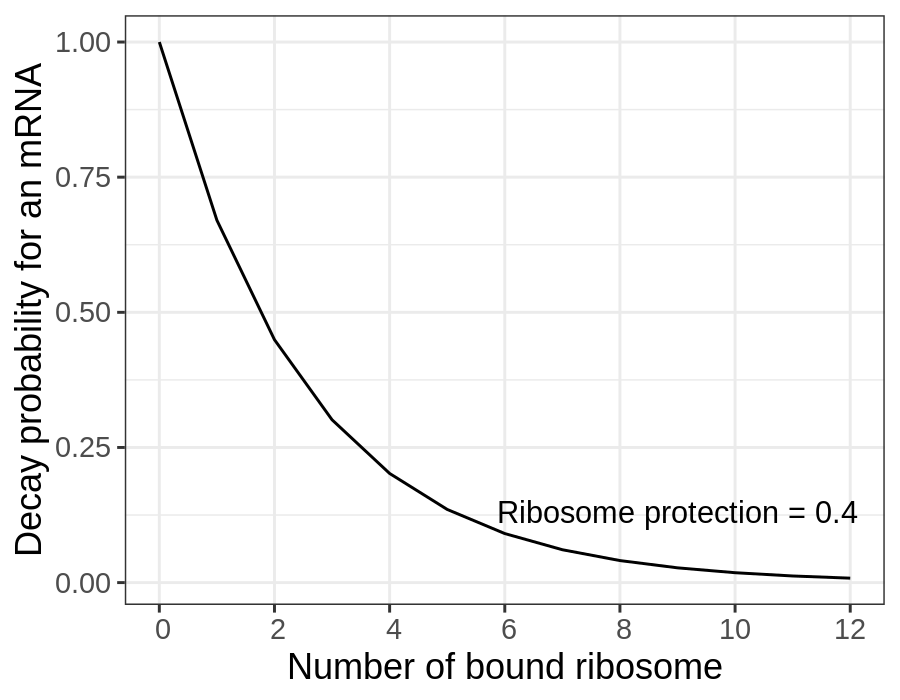 Decay probability for an mRNA
1.00
0.75
0.50
0.25
0.00
Ribosome protection = 0.4
0 2 4 6 8 10 12
Number of bound ribosome